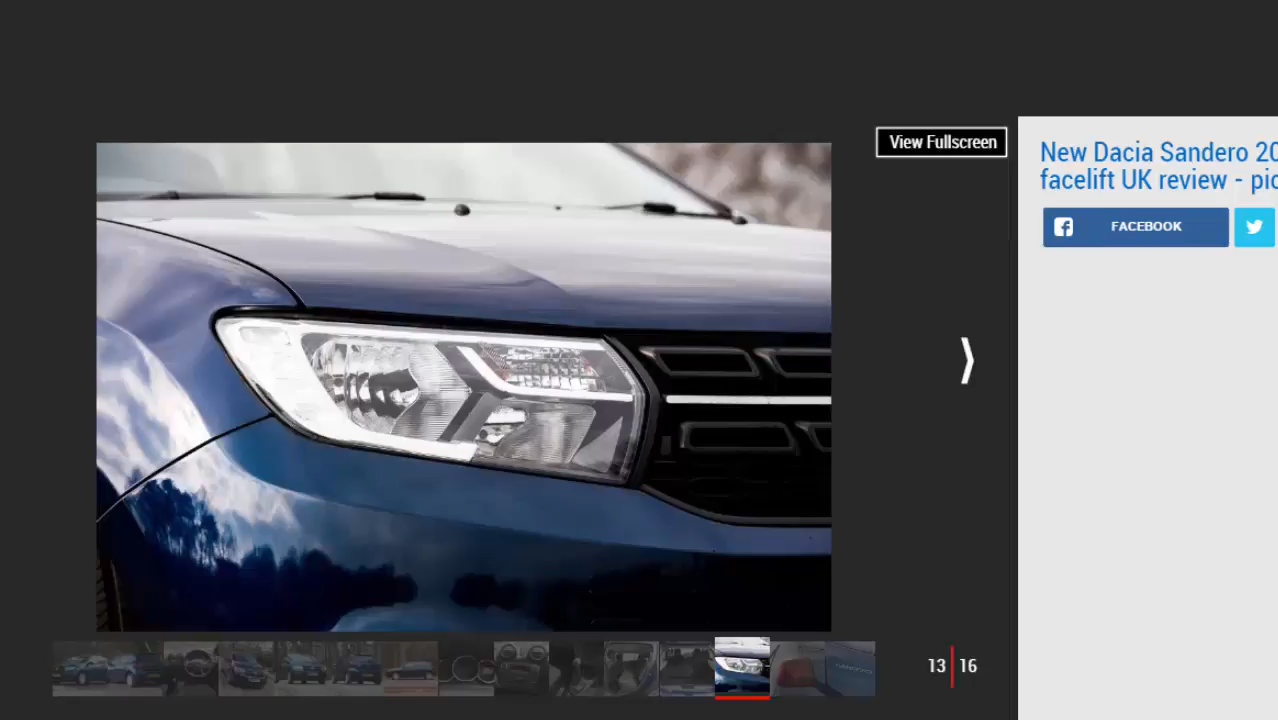 View Fullscreen
New Dacia Sandero 20
facelift UK review - pic
FACEBOOK
13 16